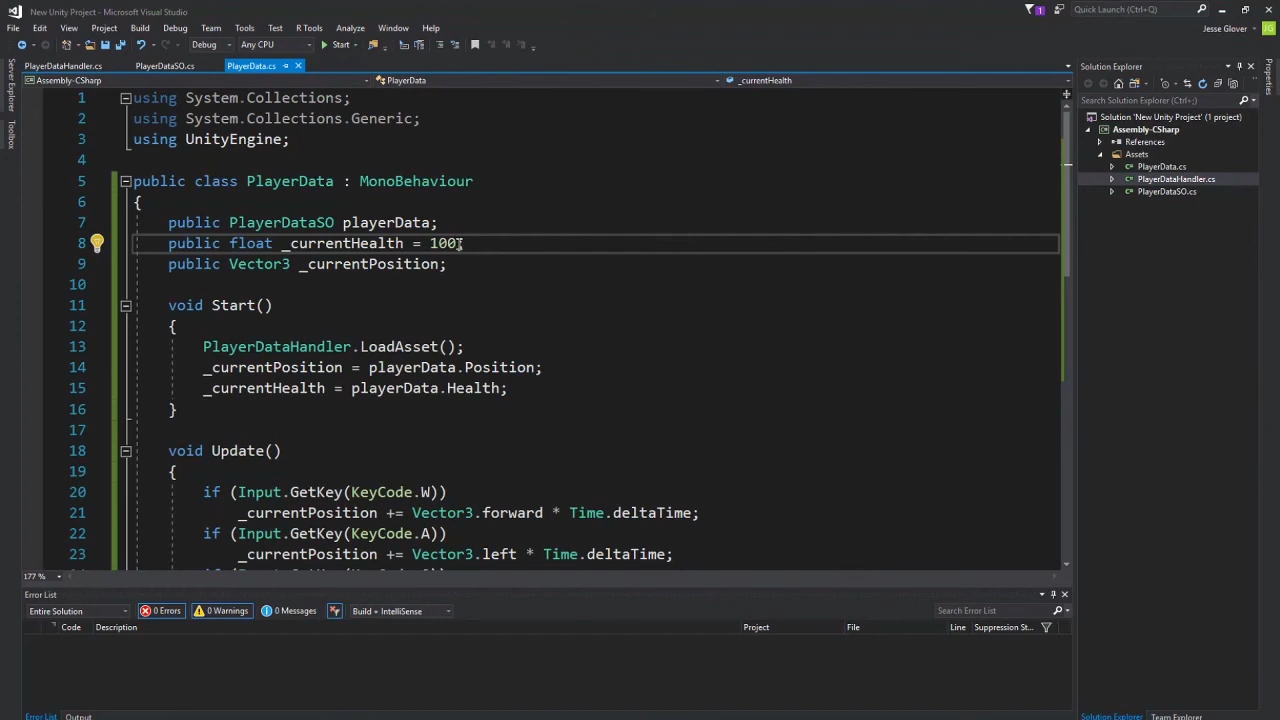 New Unity Project - Microsoft Visual Studio
1
Quick Launch (Ctrl+Q)
File Edit View Project Build Debug Team Tools Test R Tools Analyze Window Help
Jesse Glover JG
Debug Any CPU Start
PlayerDataHandler.cs PlayerDataSO.cs PlayerData.cs
Assembly-CSharp PlayerData _currentHealth
Server Explorer
Toolbox
1 using System.Collections;
2 using System.Collections.Generic;
3 using UnityEngine;
4
5 public class PlayerData : MonoBehaviour
6 {
7 public PlayerDataSO playerData;
8 public float _currentHealth = 100;
9 public Vector3 _currentPosition;
10
11 void Start()
12 {
13 PlayerDataHandler.LoadAsset();
14 _currentPosition = playerData.Position;
15 _currentHealth = playerData.Health;
16 }
17
18 void Update()
19 {
20 if (Input.GetKey(KeyCode.W))
21 _currentPosition += Vector3.forward * Time.deltaTime;
22 if (Input.GetKey(KeyCode.A))
23 _currentPosition += Vector3.left * Time.deltaTime;
177 %
Solution Explorer
Search Solution Explorer (Ctrl+;)
Solution 'New Unity Project' (1 project)
Assembly-CSharp
References
Assets
PlayerData.cs
PlayerDataHandler.cs
PlayerDataSO.cs
Properties
Error List
Entire Solution 0 Errors 0 Warnings 0 Messages Build + IntelliSense Search Error List
Code Description Project File Line Suppression St...
Error List Output
Solution Explorer Team Explorer